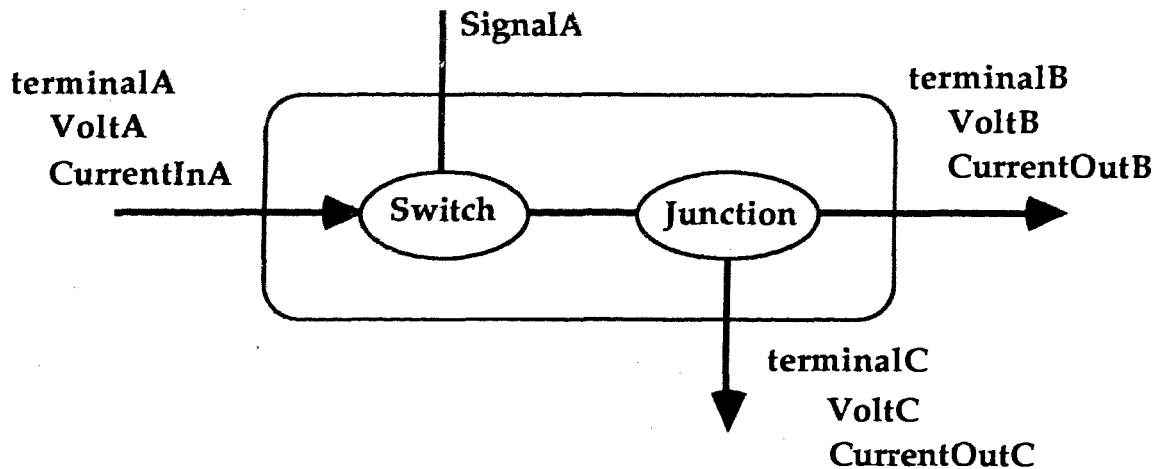 SignalA
terminalA
VoltA
CurrentInA
terminalB
VoltB
CurrentOutB
Switch
Junction
terminalC
VoltC
CurrentOutC